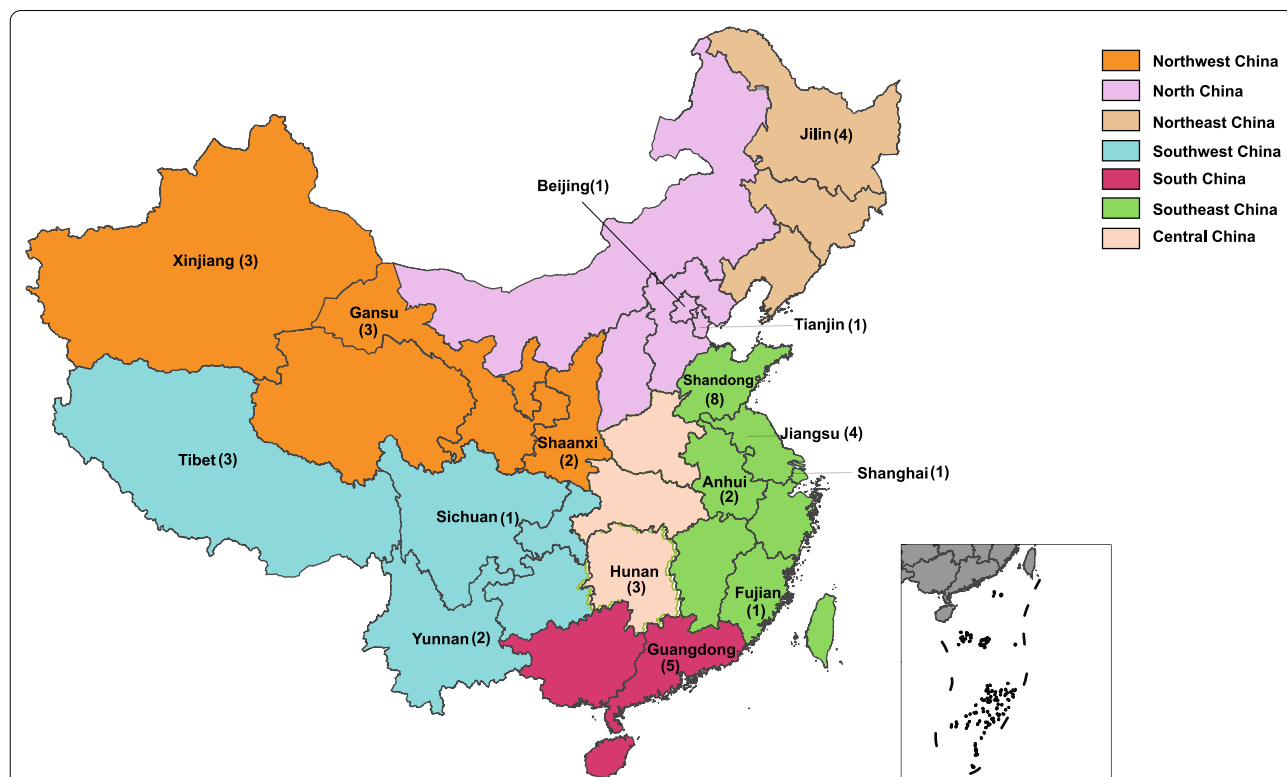 Northwest China
North China
Northeast China
Southwest China
South China
Southeast China
Central China
Jilin (4)
Beijing(1)
Xinjiang (3)
Gansu
(3)
Tianjin (1)
Shandong
(8)
Jiangsu (4)
Shaanxi
(2)
Tibet (3)
Shanghai (1)
Anhui
(2)
Sichuan (1)
Hunan
(3)
Fujian
(1)
Yunnan (2)
Guangdong
(5)